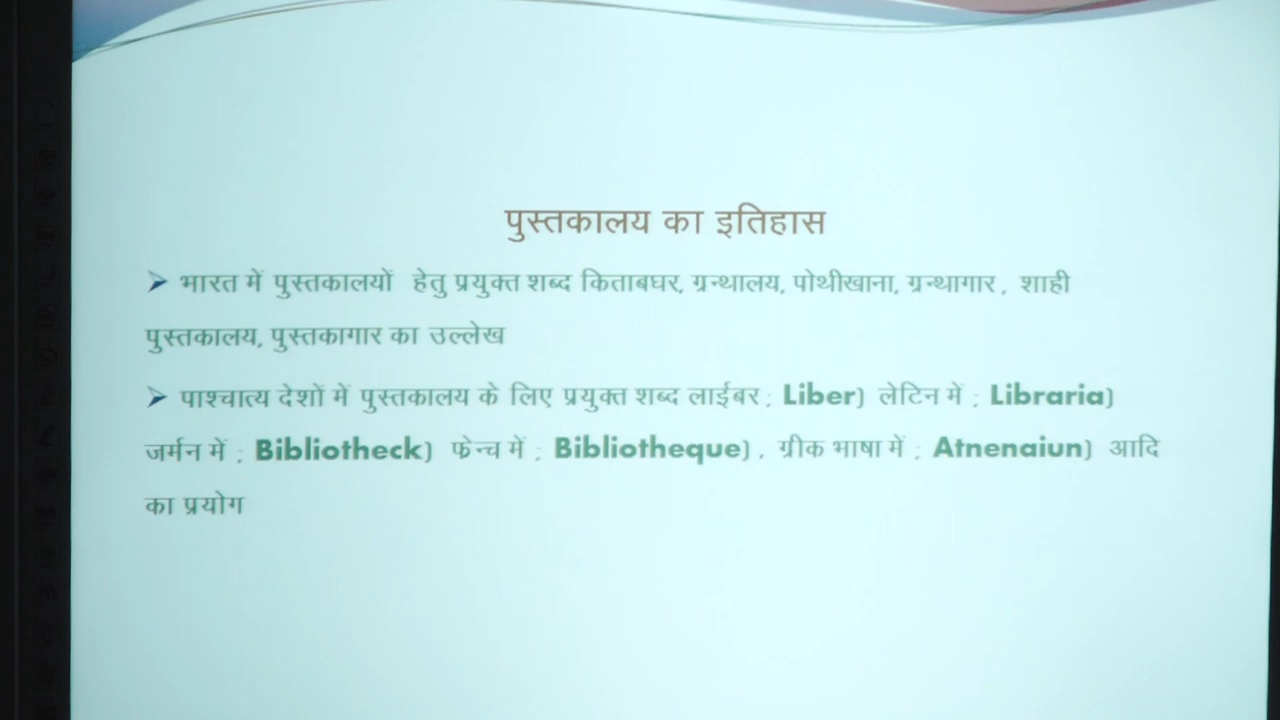 पुस्तकालय का इतिहास
➢ भारत में पुस्तकालयों हेतु प्रयुक्त शब्द किताबघर, ग्रन्थालय, पोथीखाना, ग्रन्थागार , शाही
पुस्तकालय, पुस्तकागार का उल्लेख
➢ पाश्चात्य देशों में पुस्तकालय के लिए प्रयुक्त शब्द लाईबर ; Liber) लेटिन में ; Libraria)
जर्मन में ; Bibliotheck) फेन्च में ; Bibliotheque) , ग्रीक भाषा में ; Atnenaiun) आदि
का प्रयोग